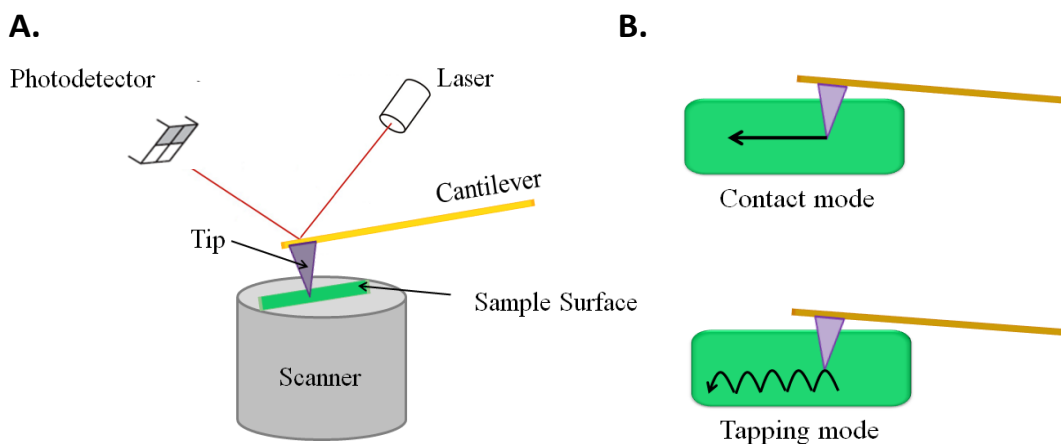 A.
Photodetector
Laser
Cantilever
Tip
Sample Surface
Scanner
B.
Contact mode
Tapping mode